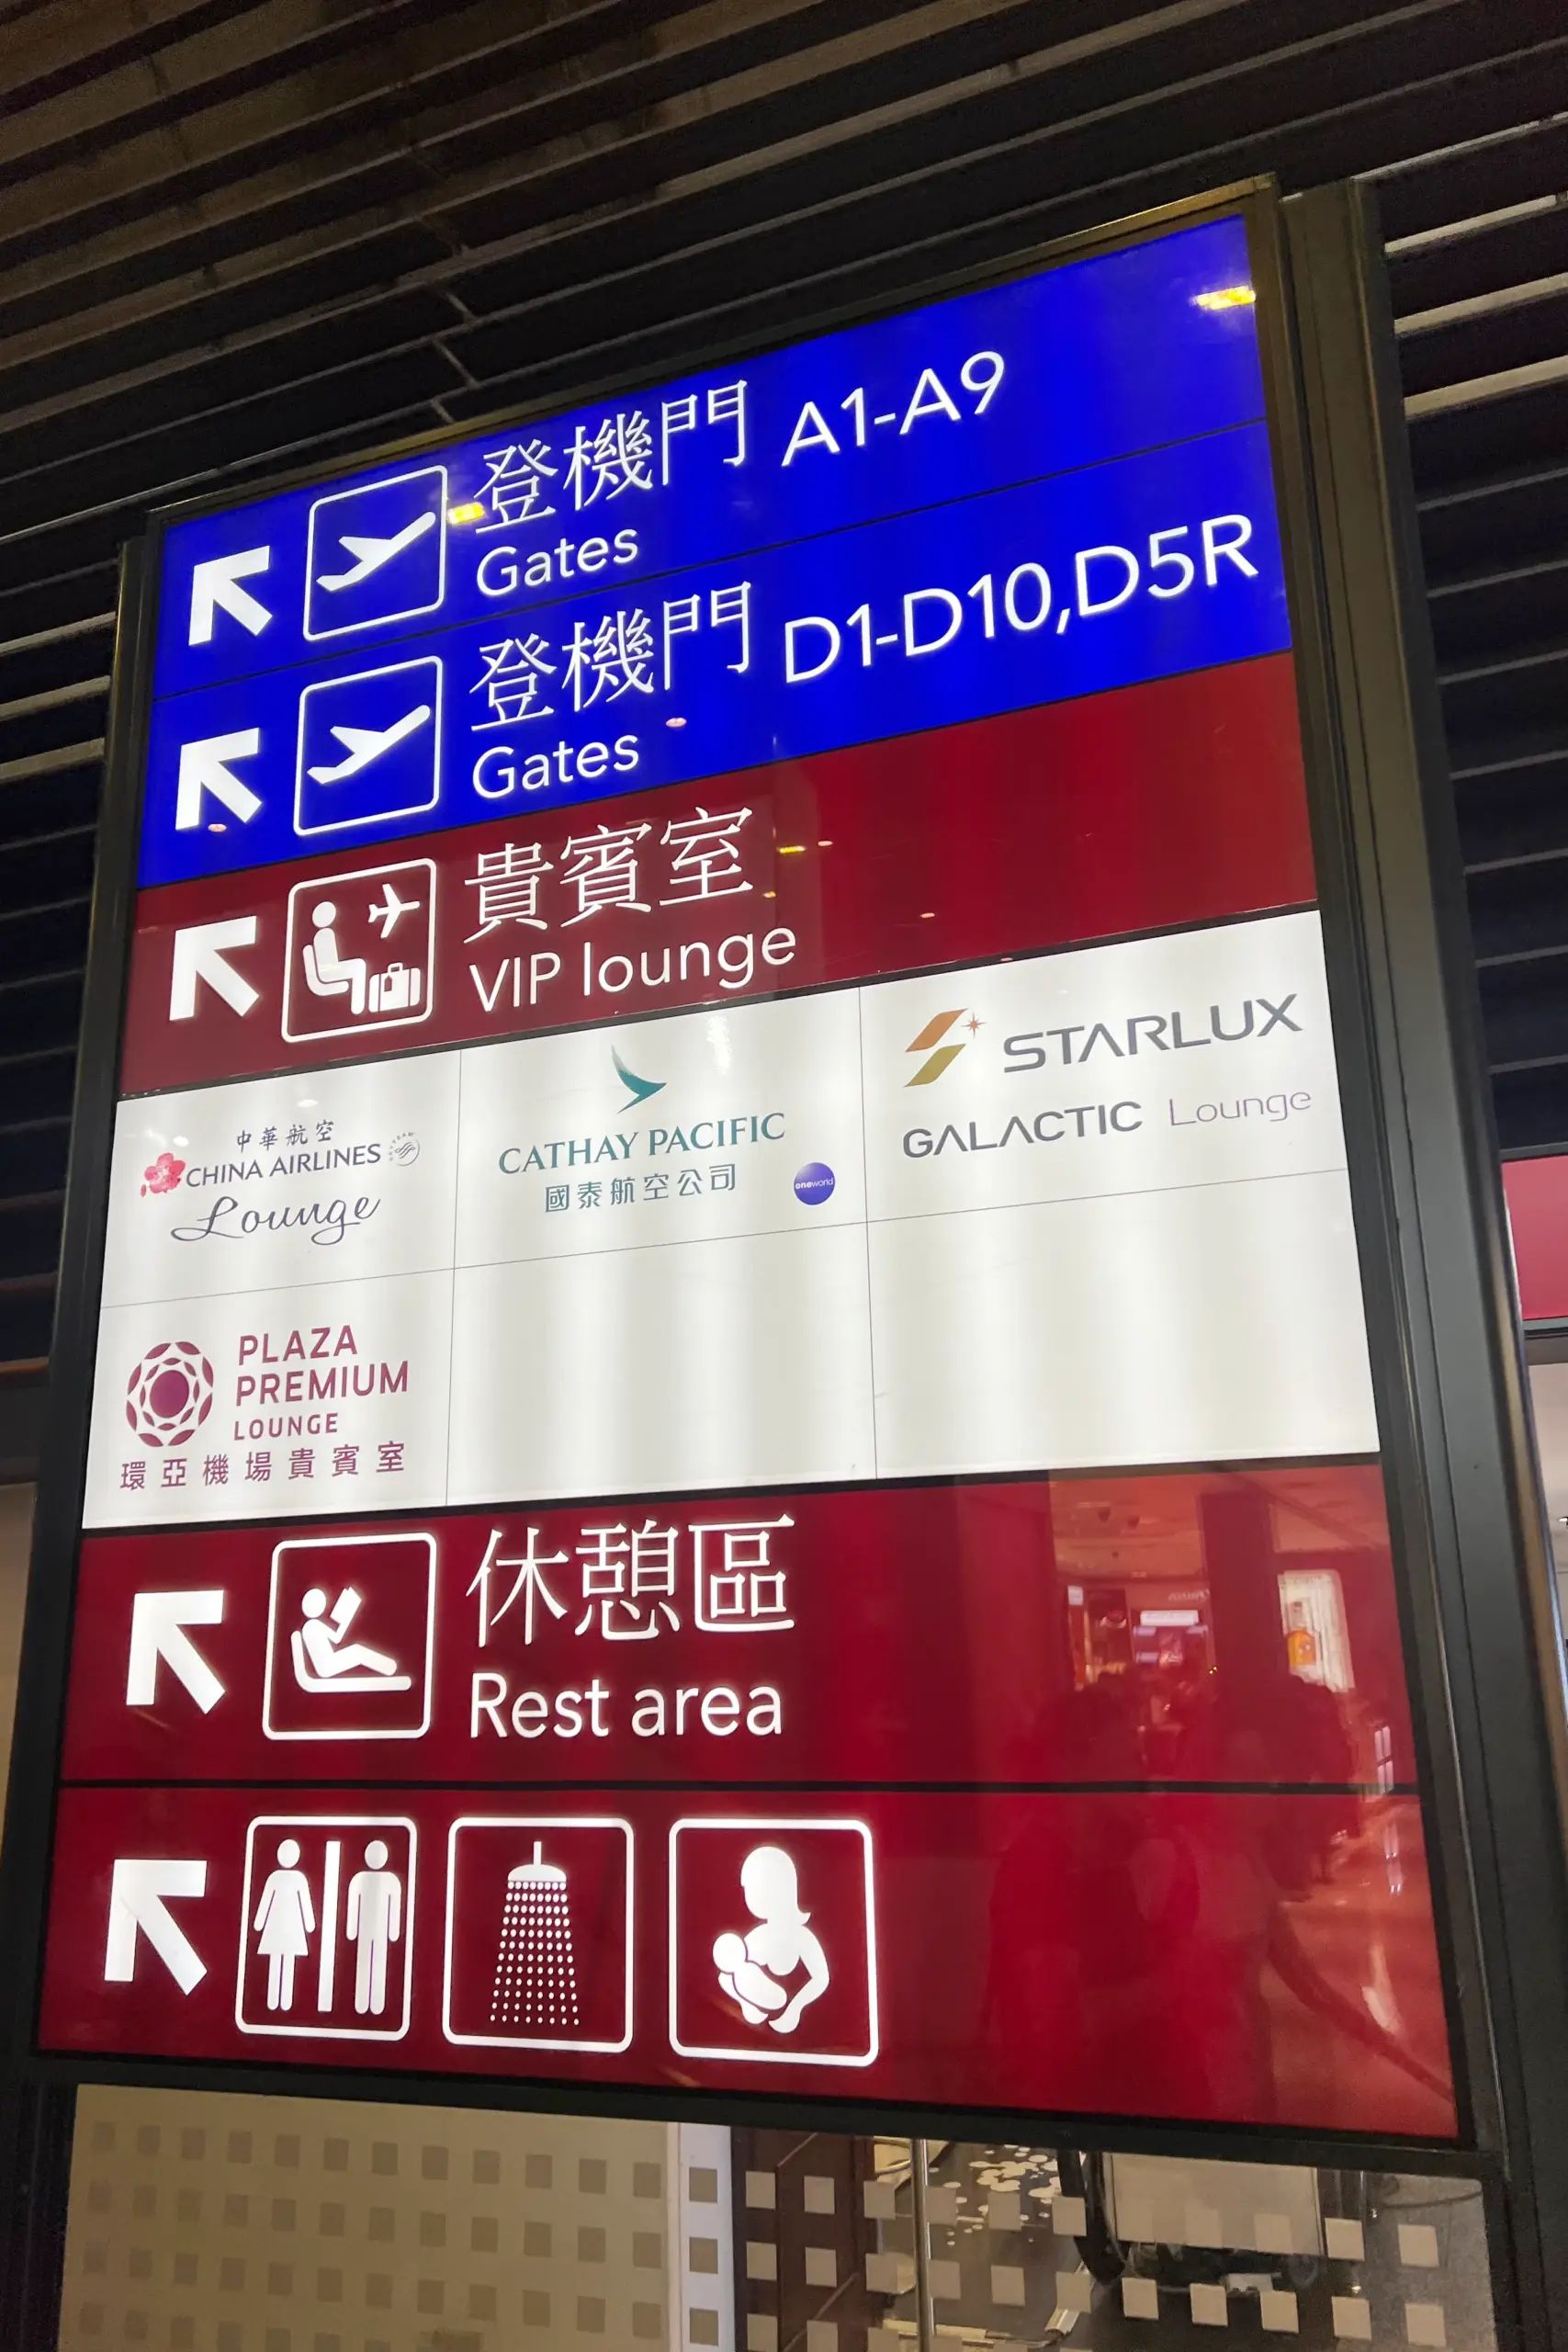 登機門 A1-A9
Gates
登機門 D1-D10,D5R
Gates
貴賓室
VIP lounge
中華航空
CHINA AIRLINES
Lounge
CATHAY PACIFIC
國泰航空公司
oneworld
STARLUX
GALACTIC Lounge
PLAZA
PREMIUM
LOUNGE
環亞機場貴賓室
休憩區
Rest area